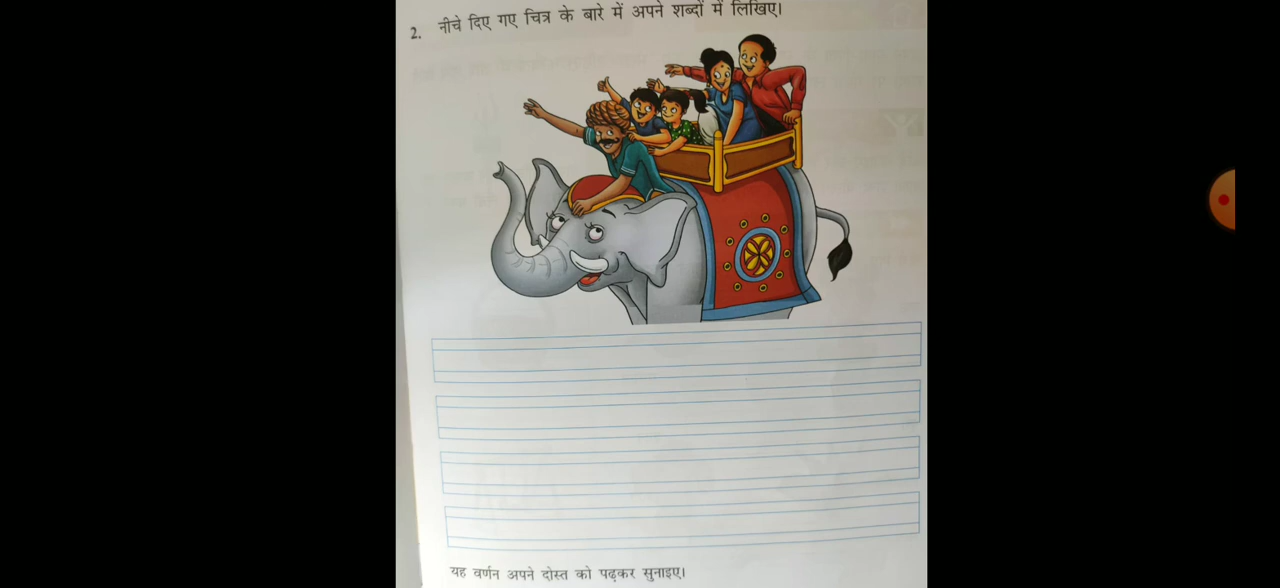 2. नीचे दिए गए चित्र के बारे में अपने शब्दों में लिखिए।
यह वर्णन अपने दोस्त को पढ़कर सुनाइए।